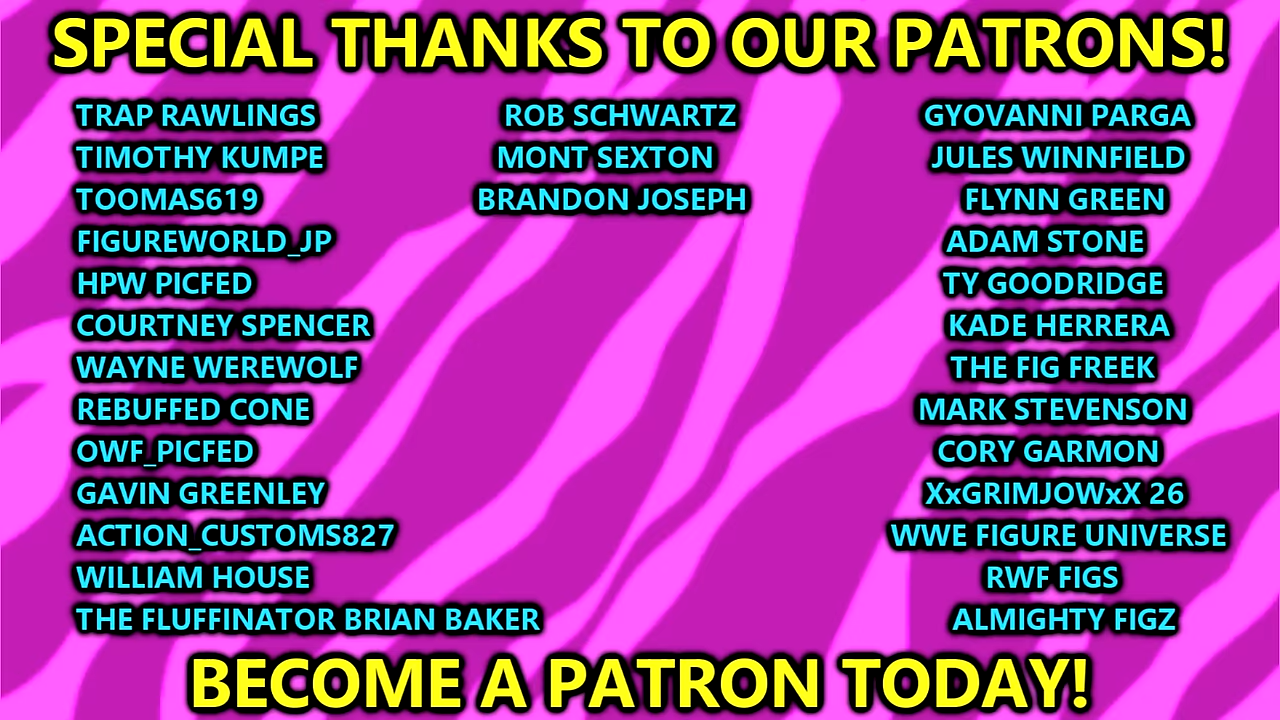 SPECIAL THANKS TO OUR PATRONS!
TRAP RAWLINGS
TIMOTHY KUMPE
TOOMAS619
FIGUREWORLD_JP
HPW PICFED
COURTNEY SPENCER
WAYNE WEREWOLF
REBUFFED CONE
OWF_PICFED
GAVIN GREENLEY
ACTION_CUSTOMS827
WILLIAM HOUSE
THE FLUFFINATOR BRIAN BAKER
ROB SCHWARTZ
MONT SEXTON
BRANDON JOSEPH
GYOVANNI PARGA
JULES WINNFIELD
FLYNN GREEN
ADAM STONE
TY GOODRIDGE
KADE HERRERA
THE FIG FREEK
MARK STEVENSON
CORY GARMON
XxGRIMJOWxX 26
WWE FIGURE UNIVERSE
RWF FIGS
ALMIGHTY FIGZ
BECOME A PATRON TODAY!